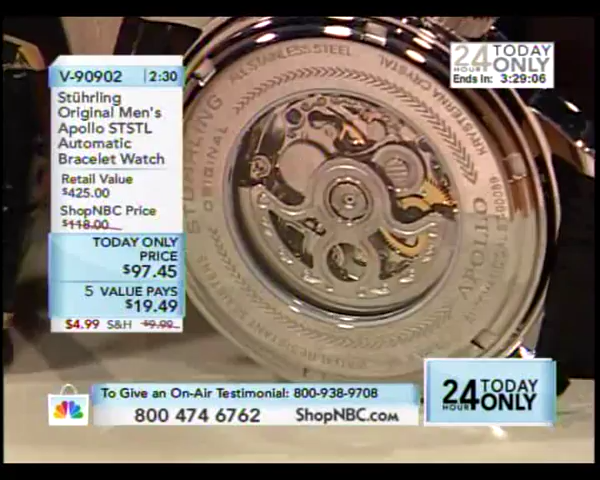 V-90902 2:30
Stührling
Original Men's
Apollo STSTL
Automatic
Bracelet Watch
Retail Value
$425.00
ShopNBC Price
$118.00
TODAY ONLY
PRICE
$97.45
5 VALUE PAYS
$19.49
$4.99 S&H $9.99
24 HOURS TODAY ONLY
Ends In: 3:29:06
ALL STAINLESS STEEL
KRYSTERNA CRYSTAL
STÜHRLING
ORIGINAL
APOLLO
To Give an On-Air Testimonial: 800-938-9708
800 474 6762 ShopNBC.com
24 HOUR TODAY ONLY